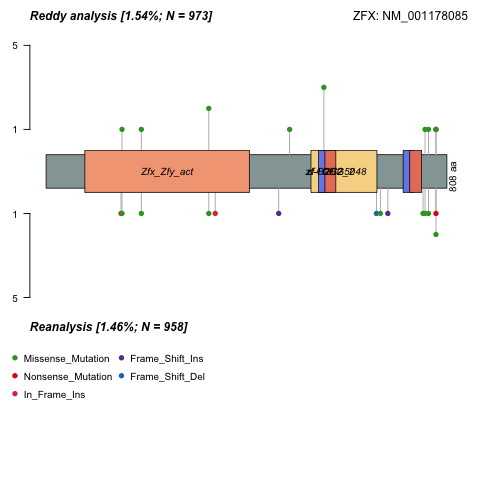 Reddy analysis [1.54%; N = 973]
ZFX: NM_001178085
5
1
Zfx_Zfy_act
808 aa
1
5
Reanalysis [1.46%; N = 958]
Missense_Mutation
Frame_Shift_Ins
Nonsense_Mutation
Frame_Shift_Del
In_Frame_Ins